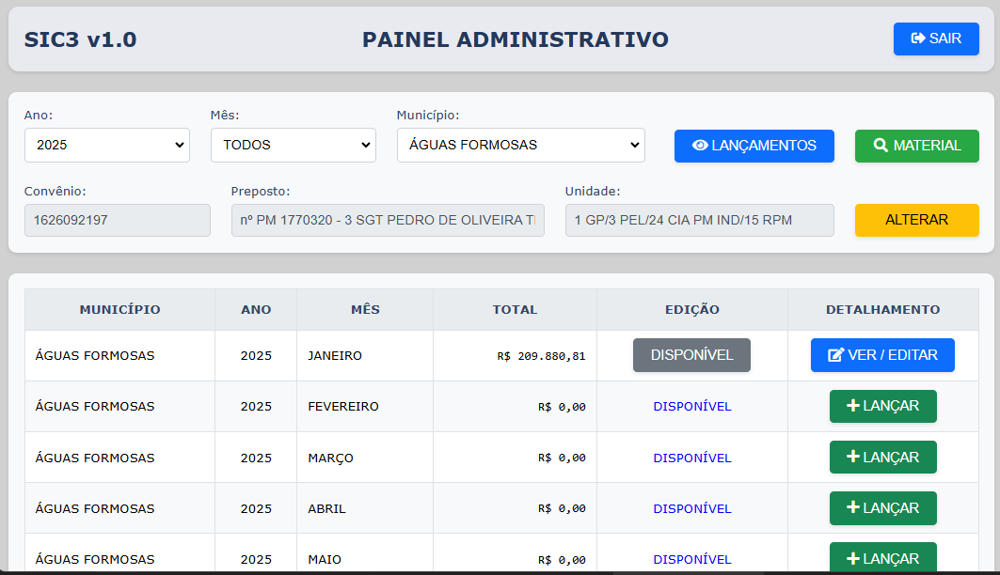 SIC3 v1.0 PAINEL ADMINISTRATIVO SAIR
Ano: Mês: Município:
2025 TODOS ÁGUAS FORMOSAS LANÇAMENTOS MATERIAL
Convênio: Preposto: Unidade:
1626092197 nº PM 1770320 - 3 SGT PEDRO DE OLIVEIRA 1 GP/3 PEL/24 CIA PM IND/15 RPM ALTERAR
MUNICÍPIO ANO MÊS TOTAL EDIÇÃO DETALHAMENTO
ÁGUAS FORMOSAS 2025 JANEIRO R$ 209.880,81 DISPONÍVEL VER / EDITAR
ÁGUAS FORMOSAS 2025 FEVEREIRO R$ 0,00 DISPONÍVEL LANÇAR
ÁGUAS FORMOSAS 2025 MARÇO R$ 0,00 DISPONÍVEL LANÇAR
ÁGUAS FORMOSAS 2025 ABRIL R$ 0,00 DISPONÍVEL LANÇAR
ÁGUAS FORMOSAS 2025 MAIO R$ 0,00 DISPONÍVEL LANÇAR